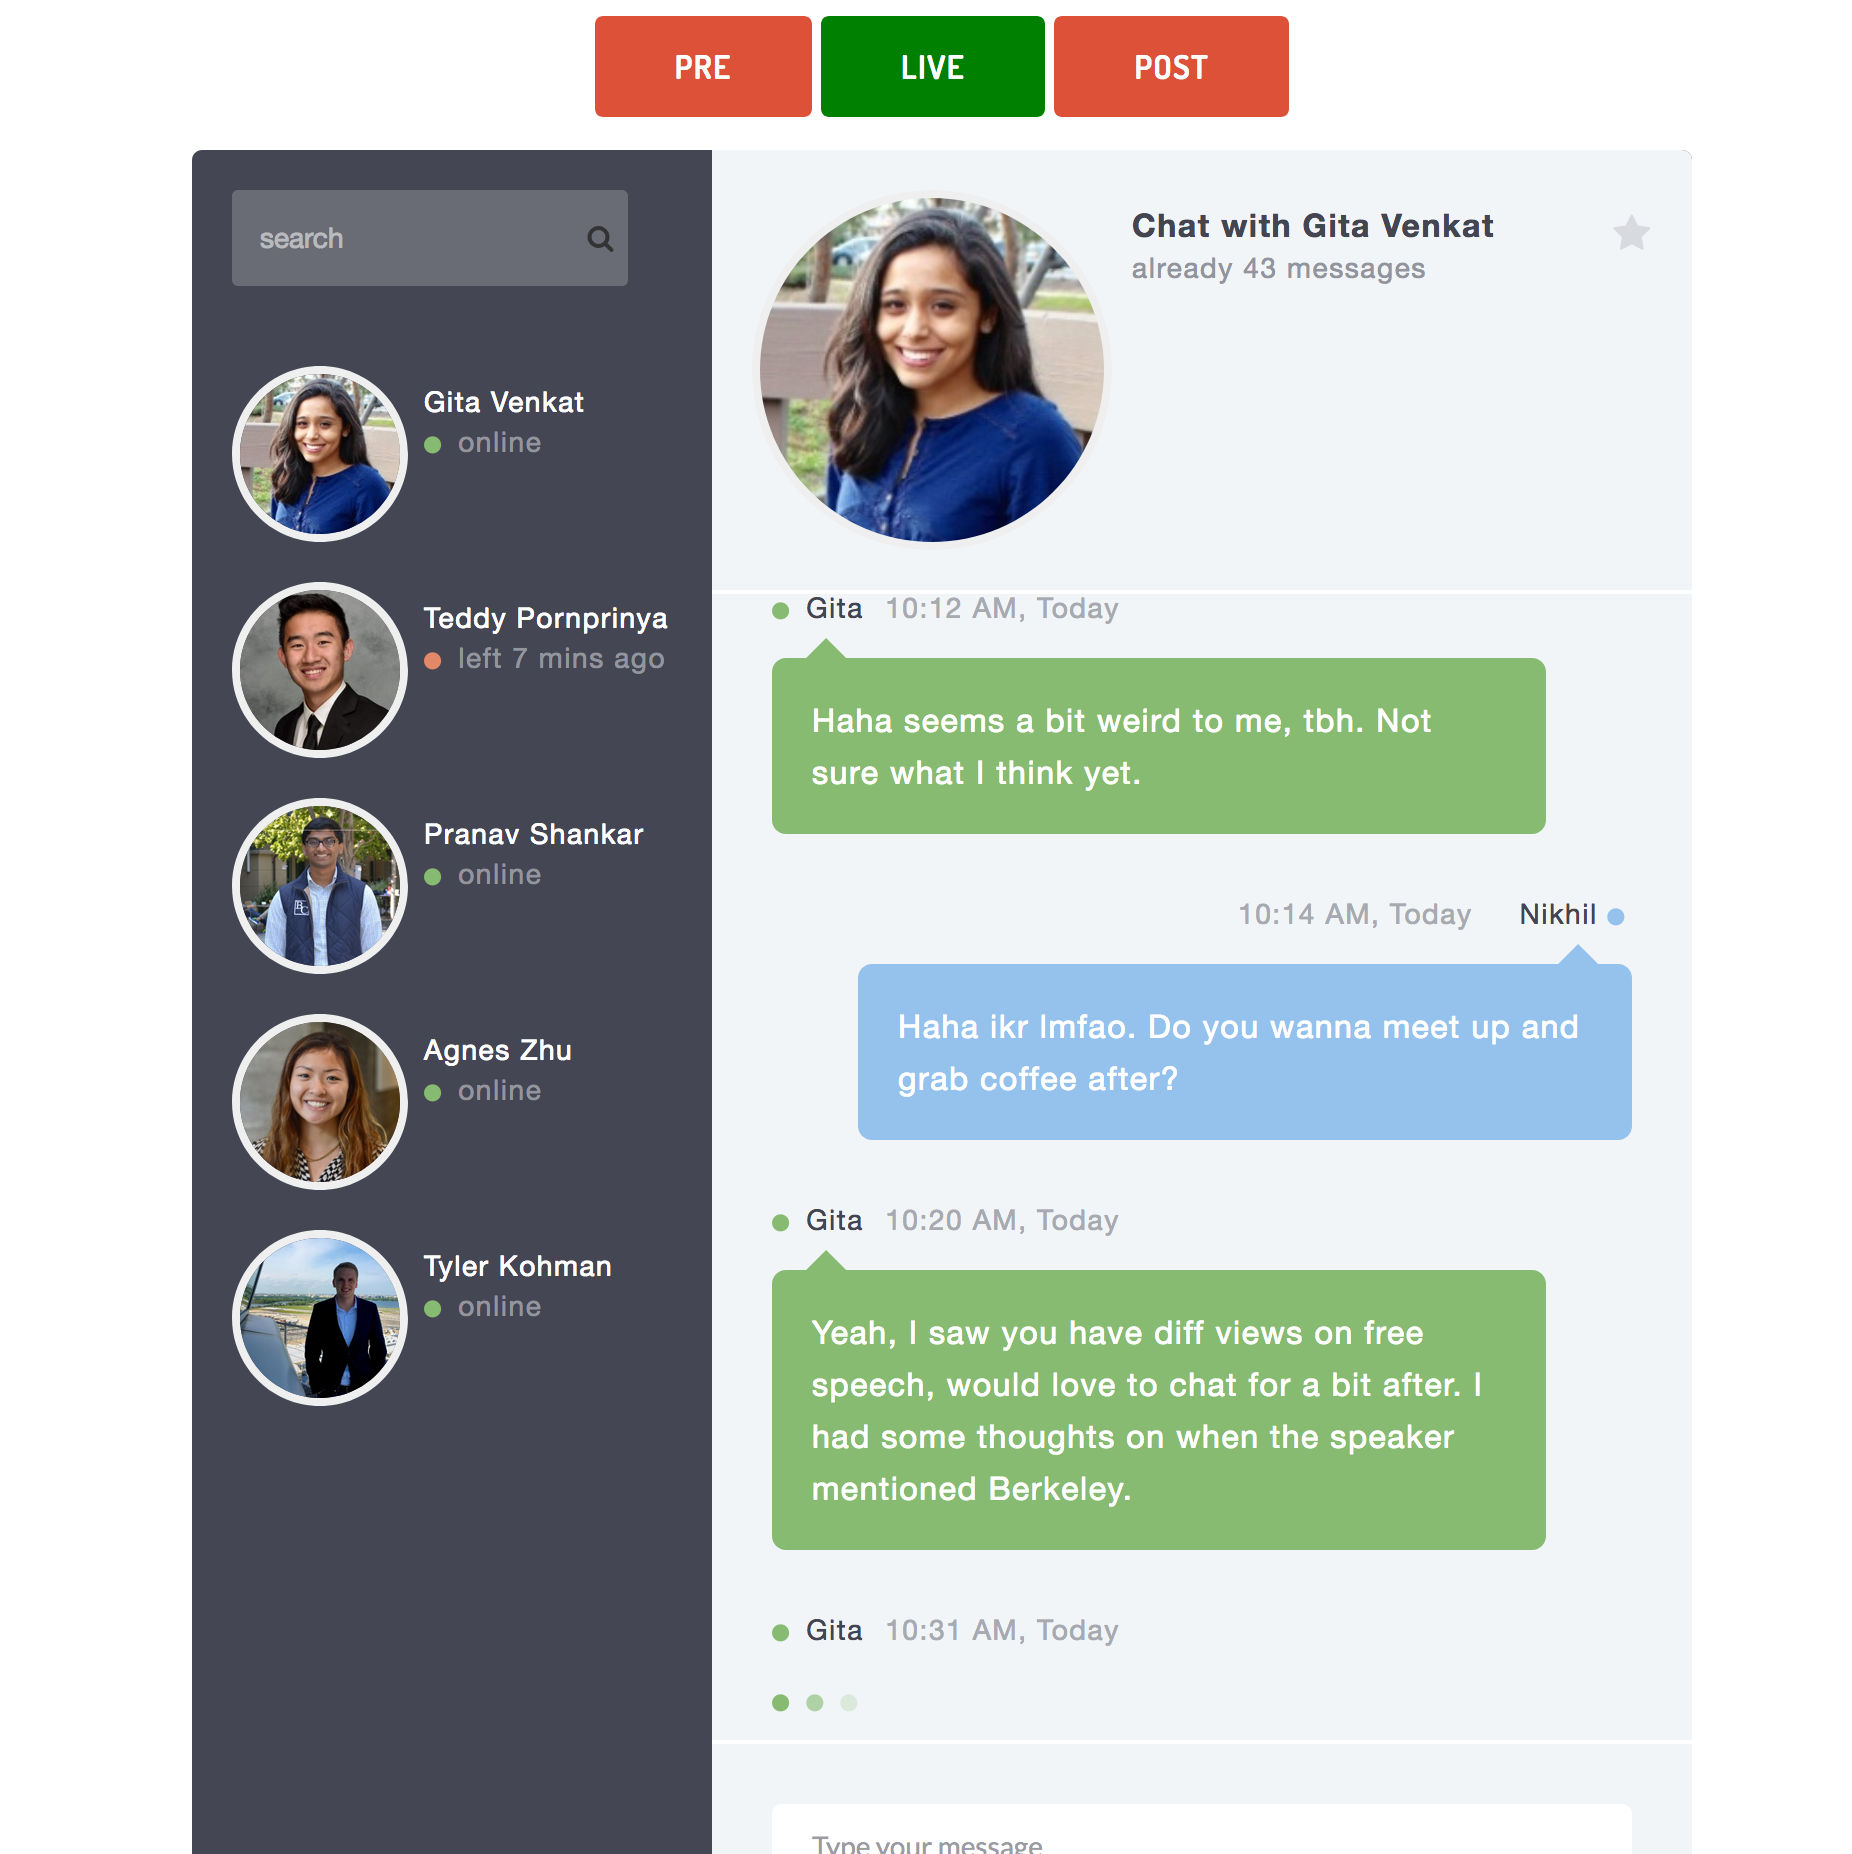 PRE
LIVE
POST
search
Gita Venkat
online
Teddy Pornprinya
left 7 mins ago
Pranav Shankar
online
Agnes Zhu
online
Tyler Kohman
online
Chat with Gita Venkat
already 43 messages
Gita 10:12 AM, Today
Haha seems a bit weird to me, tbh. Not
sure what I think yet.
10:14 AM, Today Nikhil
Haha ikr lmfao. Do you wanna meet up and
grab coffee after?
Gita 10:20 AM, Today
Yeah, I saw you have diff views on free
speech, would love to chat for a bit after. I
had some thoughts on when the speaker
mentioned Berkeley.
Gita 10:31 AM, Today
Type your message